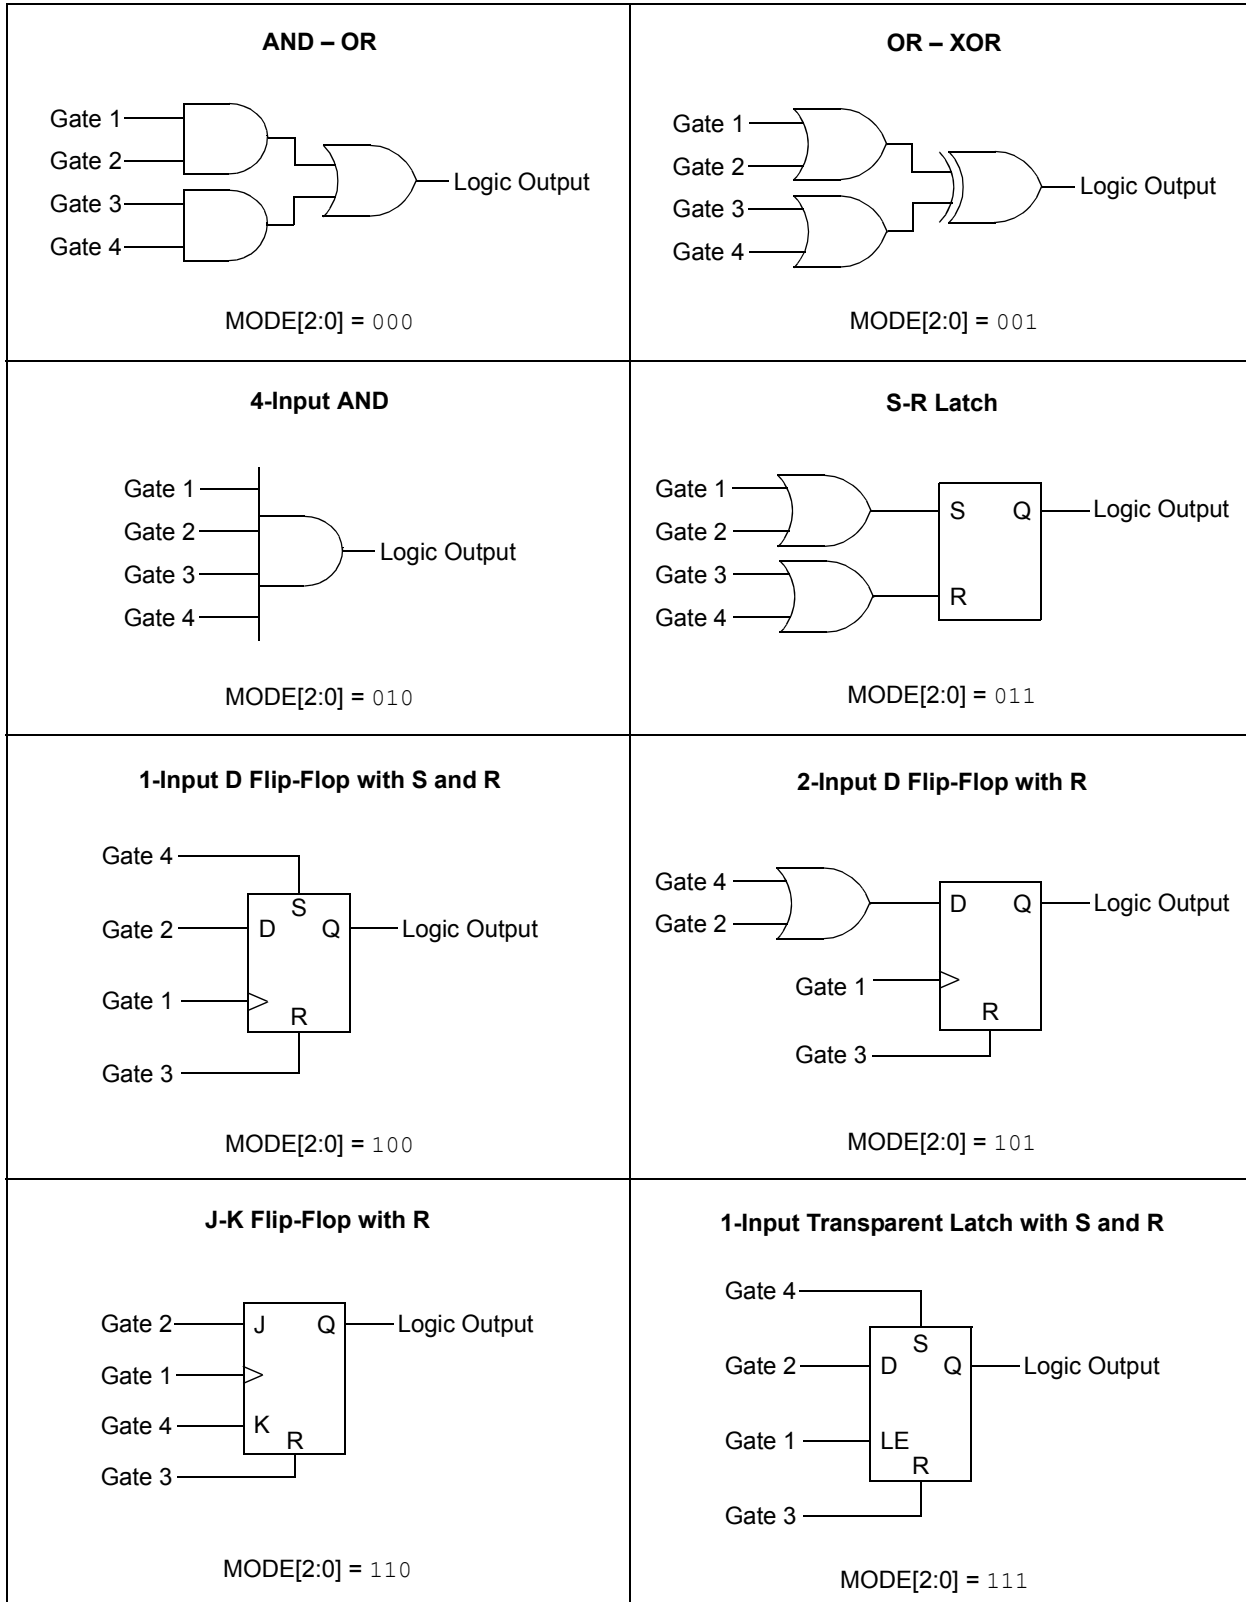 AND – OR
Gate 1
Gate 2
Gate 3
Gate 4
Logic Output
MODE[2:0] = 000
OR – XOR
Gate 1
Gate 2
Gate 3
Gate 4
Logic Output
MODE[2:0] = 001
4-Input AND
Gate 1
Gate 2
Gate 3
Gate 4
Logic Output
MODE[2:0] = 010
S-R Latch
Gate 1
Gate 2
Gate 3
Gate 4
S Q
R
Logic Output
MODE[2:0] = 011
1-Input D Flip-Flop with S and R
Gate 4
Gate 2
Gate 1
Gate 3
S
D Q
R
Logic Output
MODE[2:0] = 100
2-Input D Flip-Flop with R
Gate 4
Gate 2
Gate 1
Gate 3
D Q
R
Logic Output
MODE[2:0] = 101
J-K Flip-Flop with R
Gate 2
Gate 1
Gate 4
Gate 3
J Q
K
R
Logic Output
MODE[2:0] = 110
1-Input Transparent Latch with S and R
Gate 4
Gate 2
Gate 1
Gate 3
S
D Q
LE
R
Logic Output
MODE[2:0] = 111